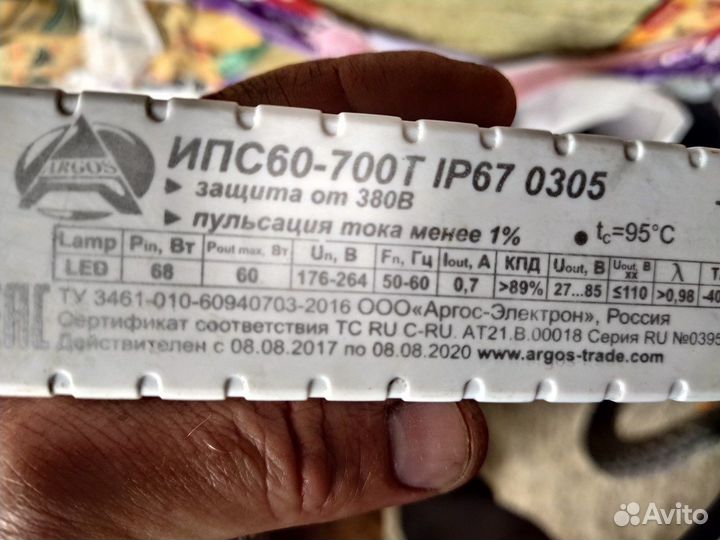 ARGOS
ИПС60-700Т IP67 0305
▸ защита от 380В
▸ пульсация тока менее 1%
• tc=95°C
Lamp Pin, Вт Pout max, Вт Un, В Fn, Гц Iout, А КПД Uout, В Uout xx, В λ
LED 68 60 176-264 50-60 0,7 >89% 27...85 ≤110 >0,98 -40
ТУ 3461-010-60940703-2016 ООО«Аргос-Электрон», Россия
Сертификат соответствия ТС RU C-RU. АТ21.В.00018 Серия RU №0395
Действителен с 08.08.2017 по 08.08.2020 www.argos-trade.com
Avito